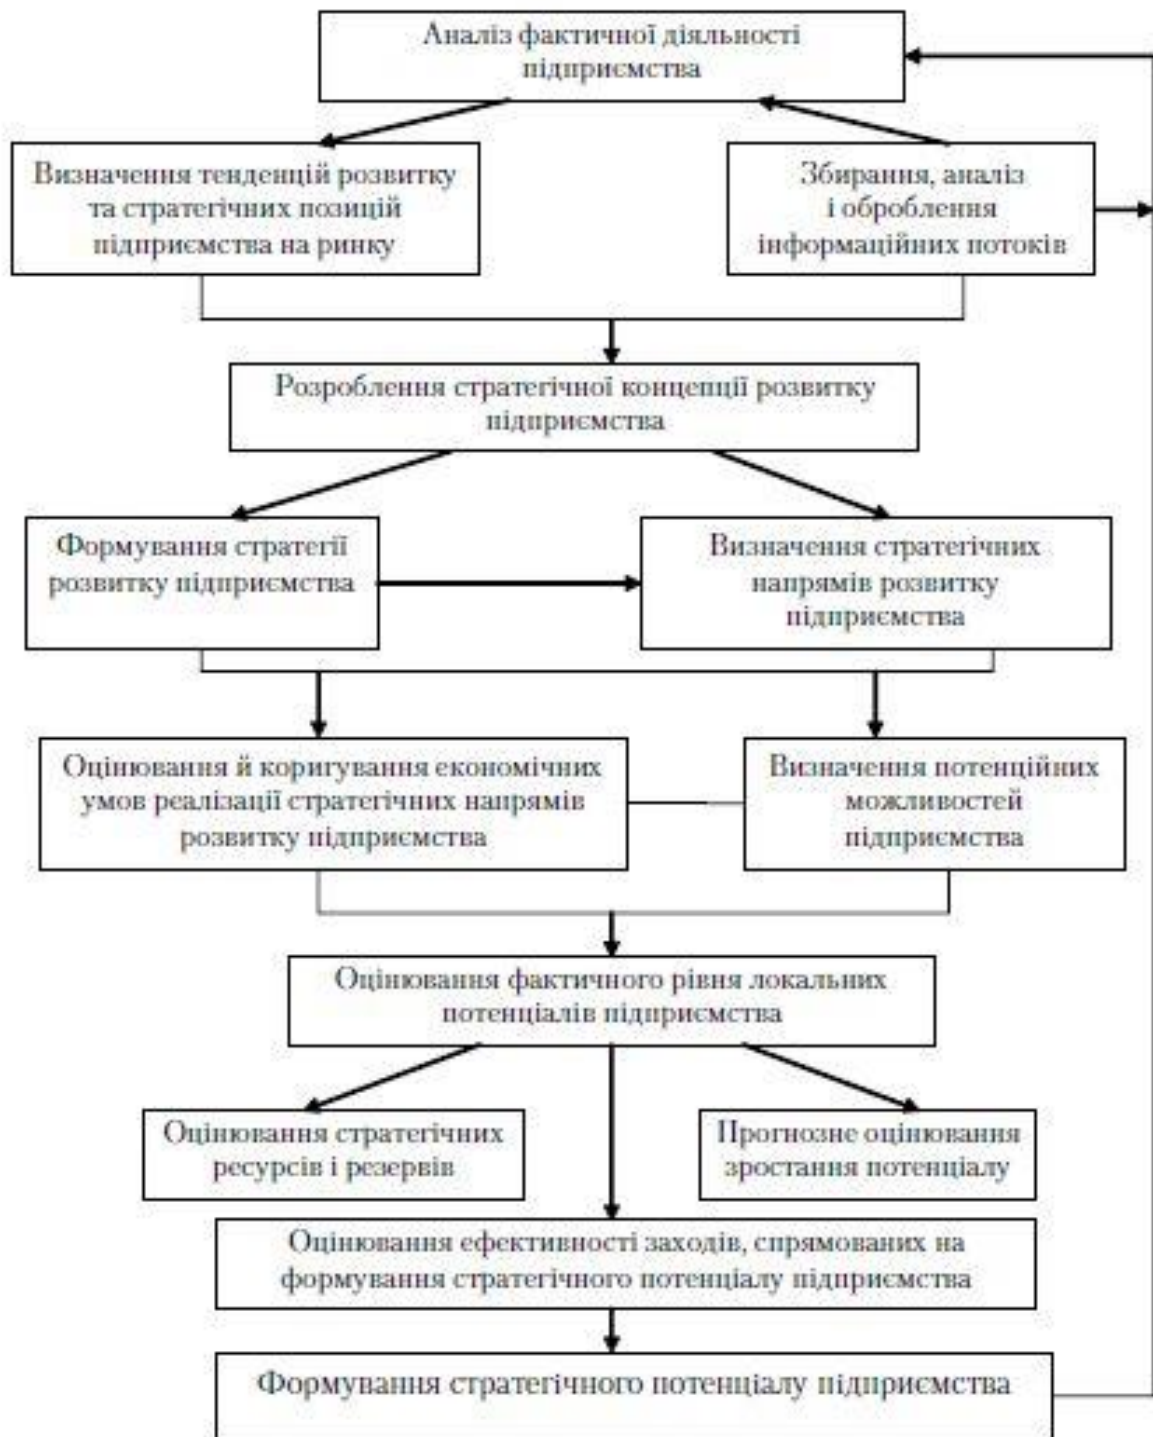 Аналіз фактичної діяльності
підприємства
Визначення тенденцій розвитку
та стратегічних позицій
підприємства на ринку
Збирання, аналіз
і оброблення
інформаційних потоків
Розроблення стратегічної концепції розвитку
підприємства
Формування стратегії
розвитку підприємства
Визначення стратегічних
напрямів розвитку
підприємства
Оцінювання й коригування економічних
умов реалізації стратегічних напрямів
розвитку підприємства
Визначення потенційних
можливостей
підприємства
Оцінювання фактичного рівня локальних
потенціалів підприємства
Оцінювання стратегічних
ресурсів і резервів
Прогнозне оцінювання
зростання потенціалу
Оцінювання ефективності заходів, спрямованих на
формування стратегічного потенціалу підприємства
Формування стратегічного потенціалу підприємства